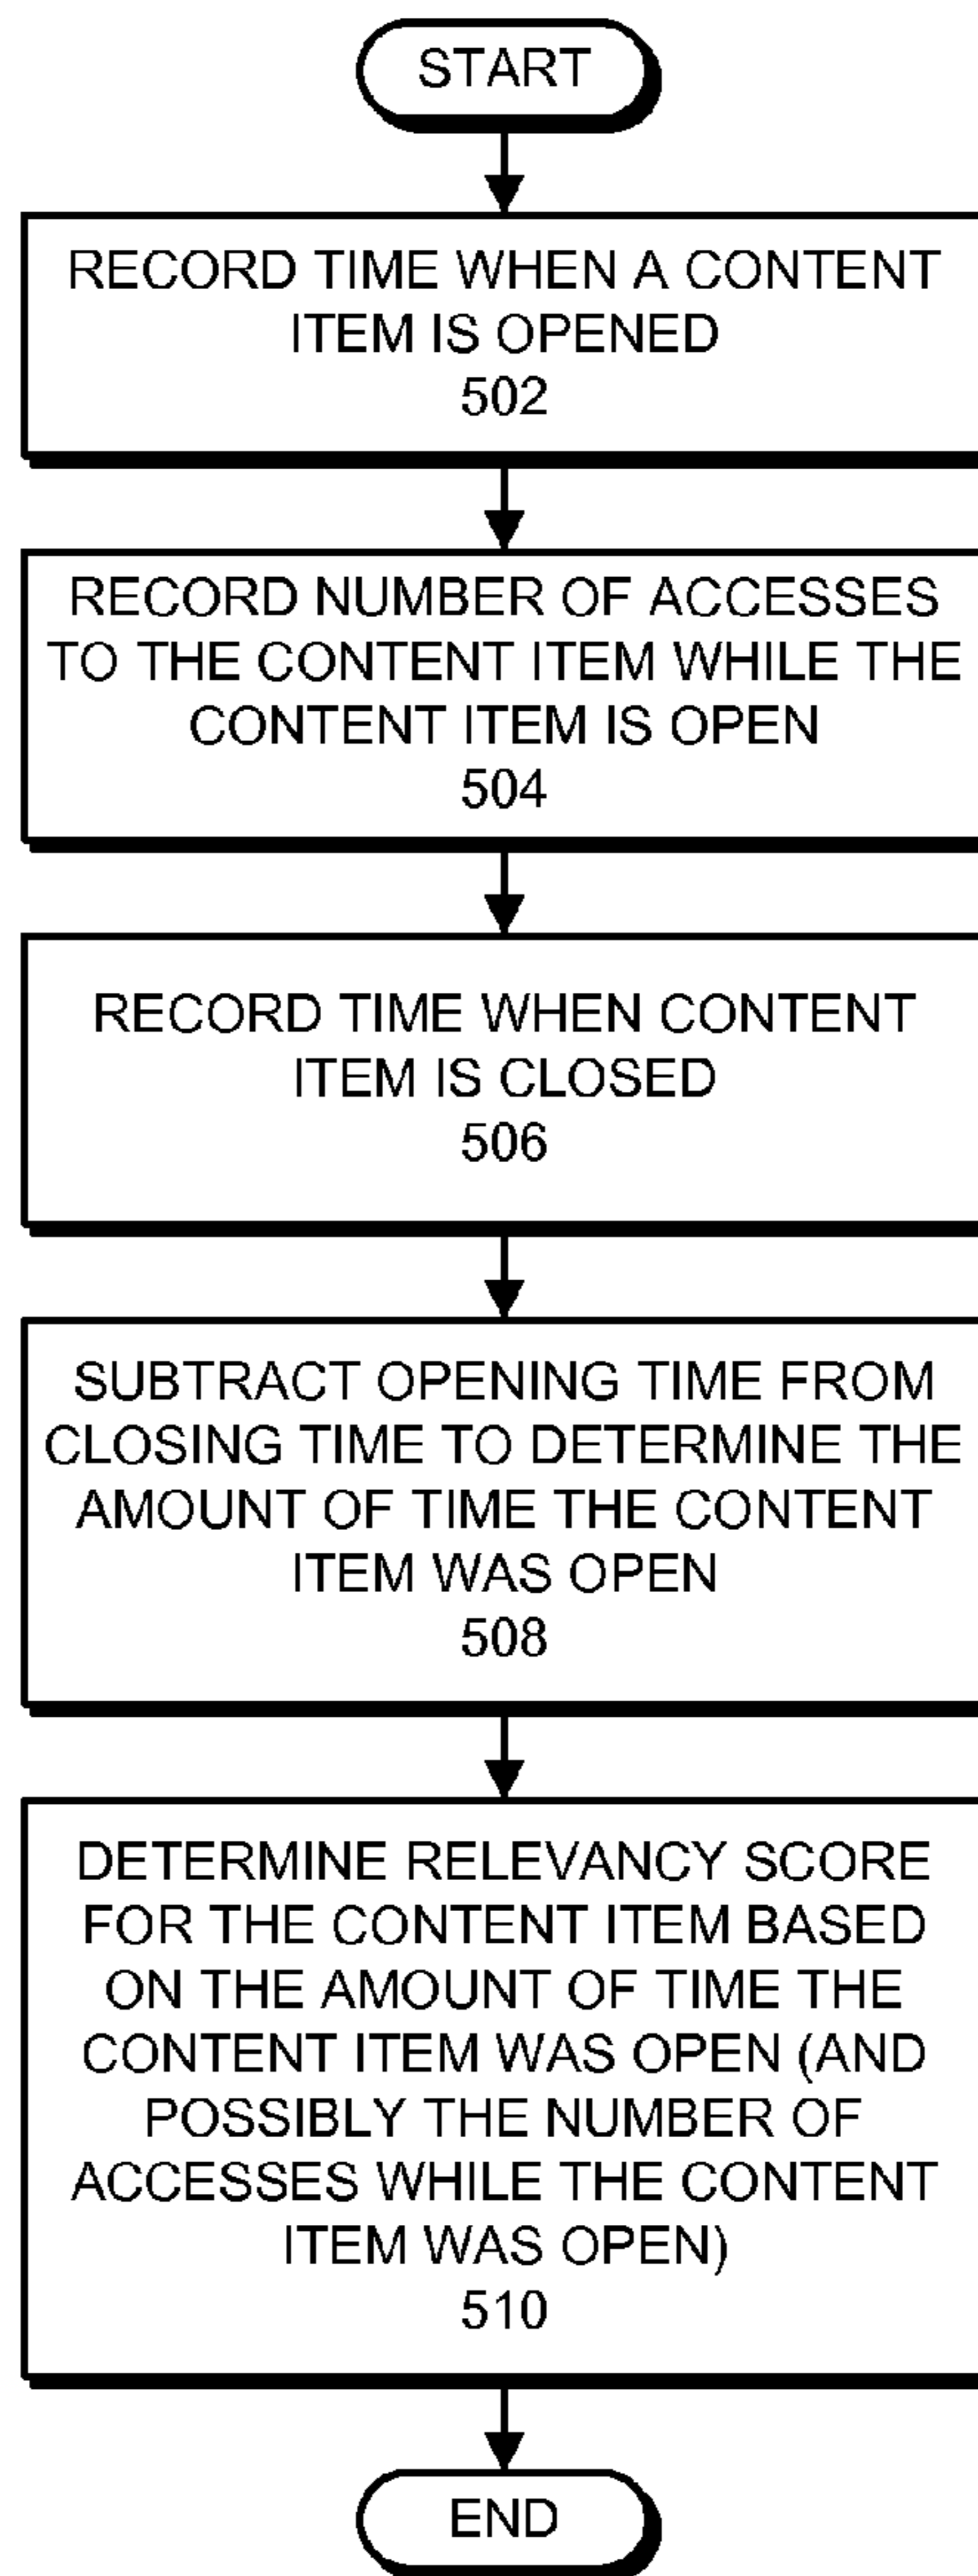 START
RECORD TIME WHEN A CONTENT
ITEM IS OPENED
502
RECORD NUMBER OF ACCESSES
TO THE CONTENT ITEM WHILE THE
CONTENT ITEM IS OPEN
504
RECORD TIME WHEN CONTENT
ITEM IS CLOSED
506
SUBTRACT OPENING TIME FROM
CLOSING TIME TO DETERMINE THE
AMOUNT OF TIME THE CONTENT
ITEM WAS OPEN
508
DETERMINE RELEVANCY SCORE
FOR THE CONTENT ITEM BASED
ON THE AMOUNT OF TIME THE
CONTENT ITEM WAS OPEN (AND
POSSIBLY THE NUMBER OF
ACCESSES WHILE THE CONTENT
ITEM WAS OPEN)
510
END